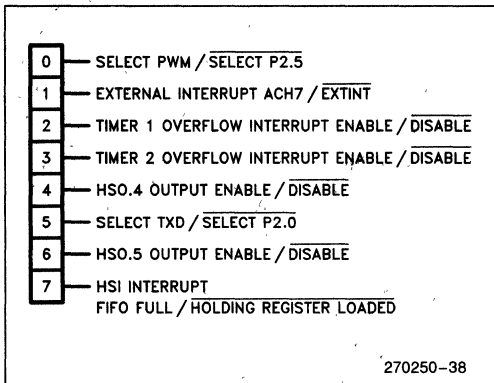 0 SELECT PWM / SELECT P2.5
1 EXTERNAL INTERRUPT ACH7 / EXTINT
2 TIMER 1 OVERFLOW INTERRUPT ENABLE / DISABLE
3 TIMER 2 OVERFLOW INTERRUPT ENABLE / DISABLE
4 HSO.4 OUTPUT ENABLE / DISABLE
5 SELECT TXD / SELECT P2.0
6 HSO.5 OUTPUT ENABLE / DISABLE
7 HSI INTERRUPT
FIFO FULL / HOLDING REGISTER LOADED
270250-38